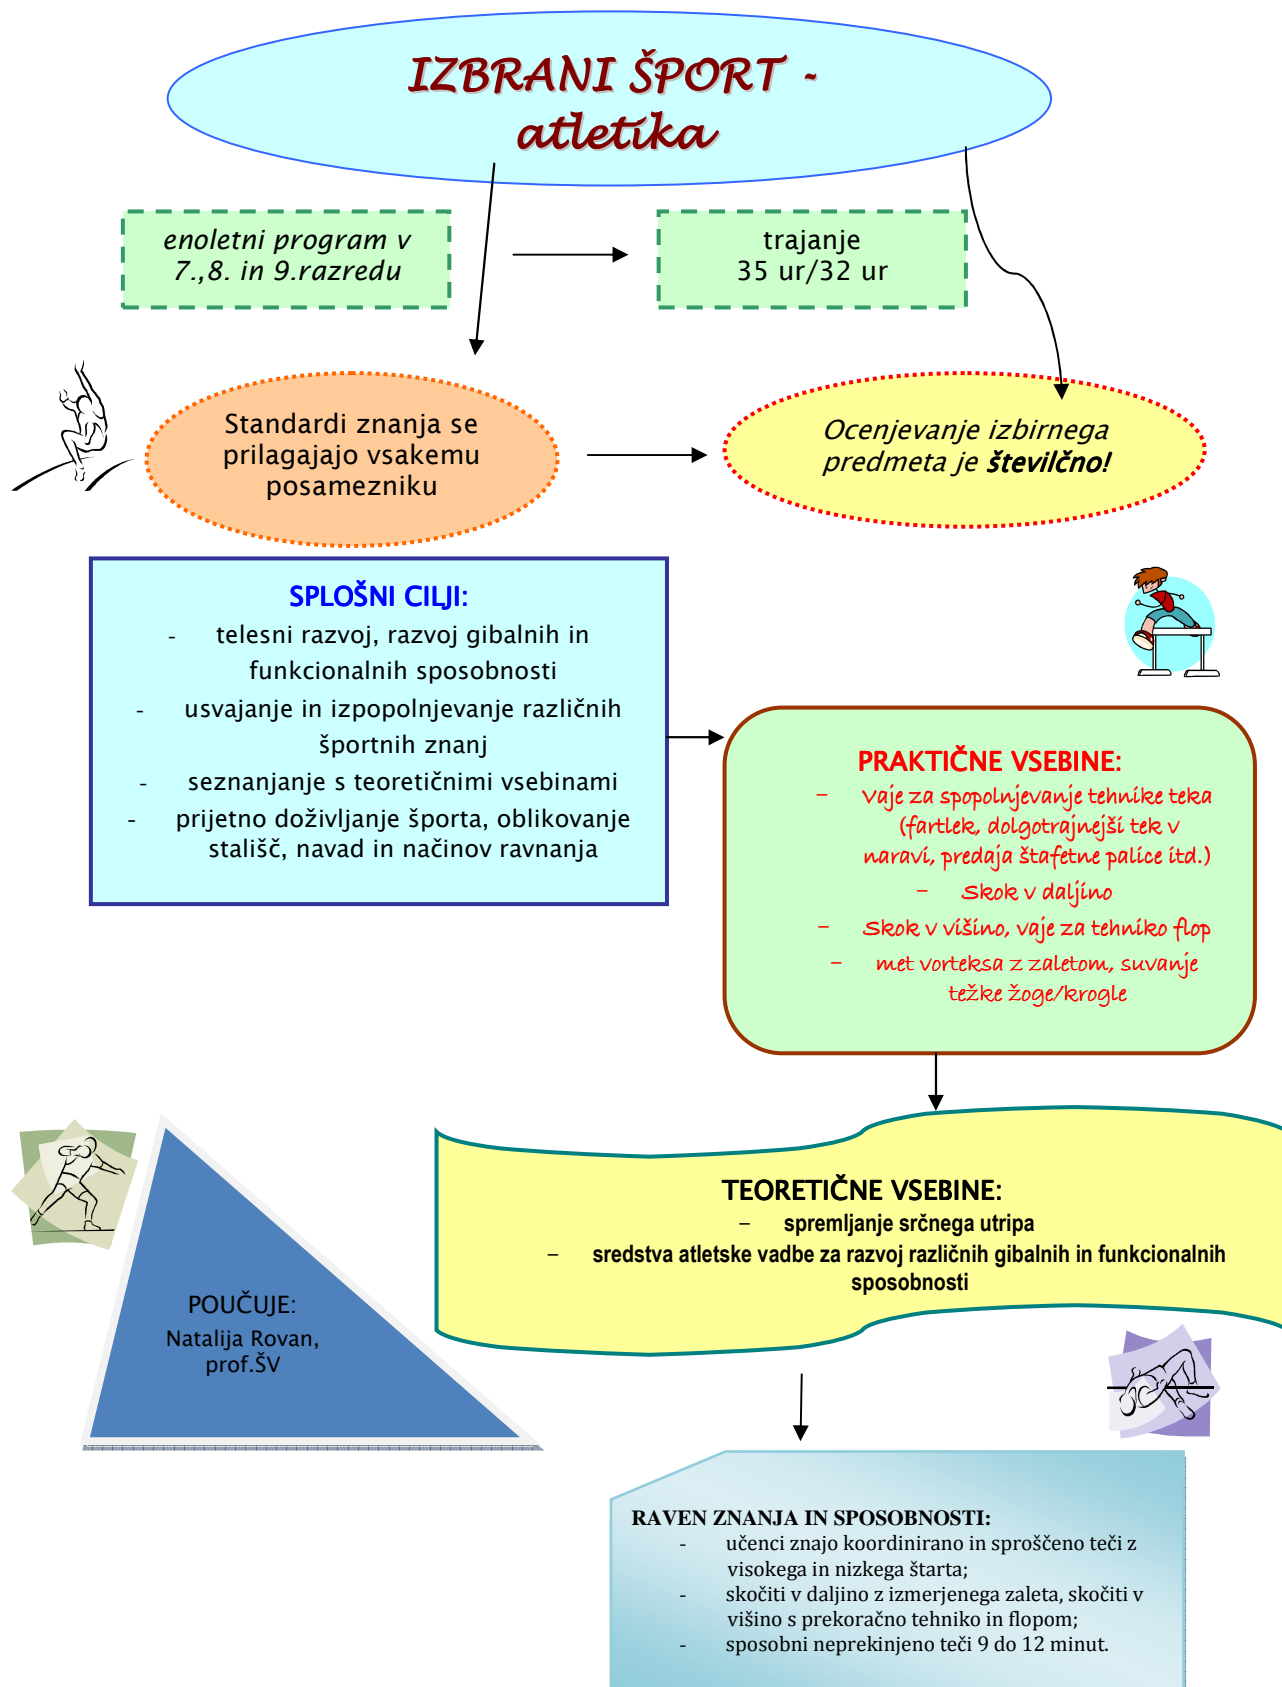 IZBRANI ŠPORT -
atletika
enoletni program v
7.,8. in 9.razredu
trajanje
35 ur/32 ur
Standardi znanja se
prilagajajo vsakemu
posamezniku
Ocenjevanje izbirnega
predmeta je številčno!
SPLOŠNI CILJI:
- telesni razvoj, razvoj gibalnih in
funkcionalnih sposobnosti
- usvajanje in izpopolnjevanje različnih
športnih znanj
- seznanjanje s teoretičnimi vsebinami
- prijetno doživljanje športa, oblikovanje
stališč, navad in načinov ravnanja
PRAKTIČNE VSEBINE:
- Vaje za spopolnjevanje tehnike teka
(fartlek, dolgotrajnejši tek v
naravi, predaja štafetne palice itd.)
- Skok v daljino
- Skok v višino, vaje za tehniko flop
- met vorteksa z zaletom, suvanje
težke žoge/krogle
TEORETIČNE VSEBINE:
- spremljanje srčnega utripa
- sredstva atletske vadbe za razvoj različnih gibalnih in funkcionalnih
sposobnosti
POUČUJE:
Natalija Rovan,
prof.ŠV
RAVEN ZNANJA IN SPOSOBNOSTI:
- učenci znajo koordinirano in sproščeno teči z
visokega in nizkega štarta;
- skočiti v daljino z izmerjenega zaleta, skočiti v
višino s prekoračno tehniko in flopom;
- sposobni neprekinjeno teči 9 do 12 minut.